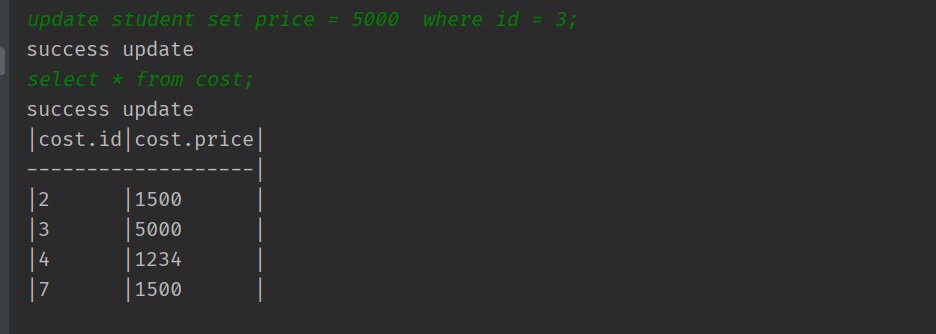 update student set price = 5000  where id = 3;
success update
select * from cost;
success update
|cost.id|cost.price|
-------------------|
|2      |1500      |
|3      |5000      |
|4      |1234      |
|7      |1500      |